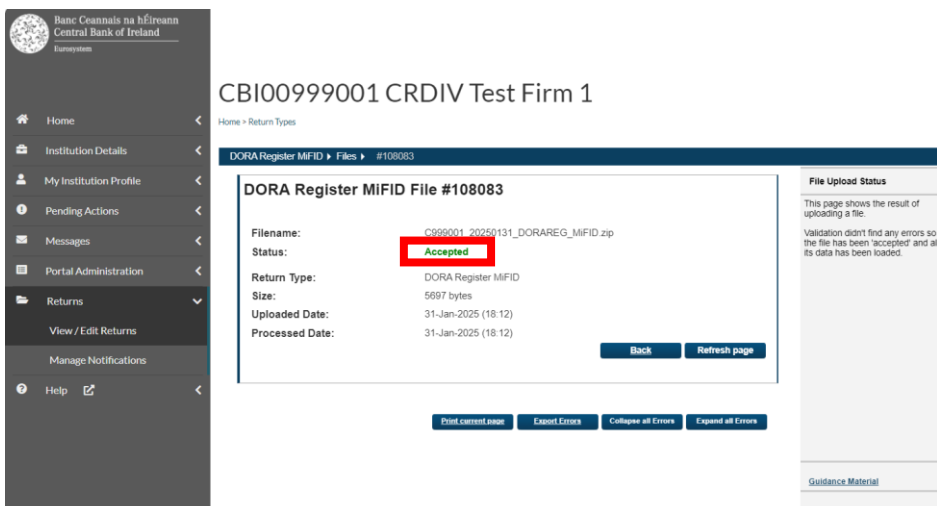 Banc Ceannais na hÉireann
Central Bank of Ireland
Eurosystem
CBI00999001 CRDIV Test Firm 1
Home > Return Types
Home
Institution Details
My Institution Profile
Pending Actions
Messages
Portal Administration
Returns
View / Edit Returns
Manage Notifications
Help
DORA Register MiFID Files #108083
DORA Register MiFID File #108083
Filename: C999001_20250131_DORAREG_MiFID.zip
Status: Accepted
Return Type: DORA Register MiFID
Size: 5697 bytes
Uploaded Date: 31-Jan-2025 (18:12)
Processed Date: 31-Jan-2025 (18:12)
Back Refresh page
Print current page Export Errors Collapse all Errors Expand all Errors
File Upload Status
This page shows the result of
uploading a file.
Validation didn't find any errors so
the file has been 'accepted' and al
its data has been loaded.
Guidance Material